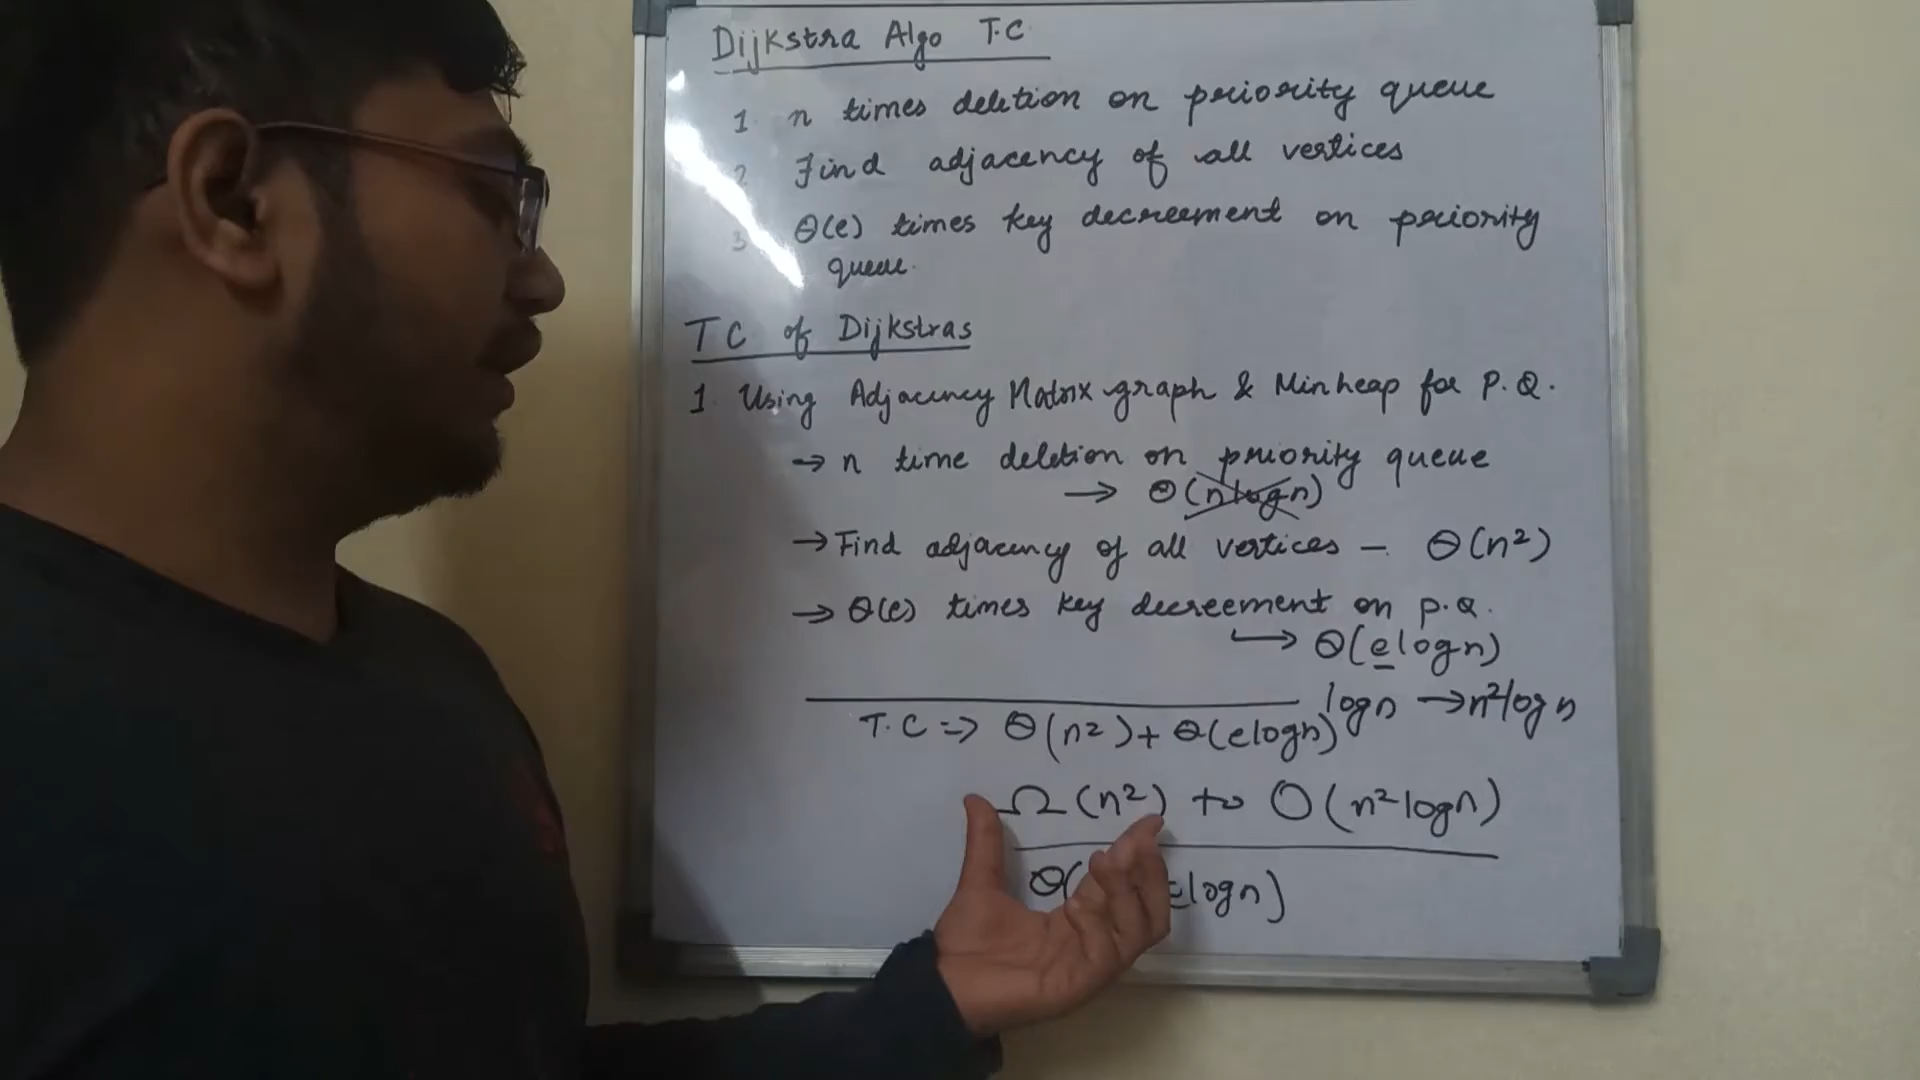 Dijkstra Algo T.C
1. n times deletion on priority queue
2 Find adjacency of all vertices
3 θ(e) times key decreement on priority
queue.
T C of Dijkstras
1. Using Adjacency Matrix graph & Minheap for P.Q.
→ n time deletion on priority queue
→ θ(nlogn)
→ Find adjacency of all vertices – θ(n²)
→ θ(e) times key decreement on p.Q.
↳ θ(elogn)
logn → n²logn
T.C => θ(n²) + θ(elogn)
Ω(n²) to O(n²logn)
θ( elogn)